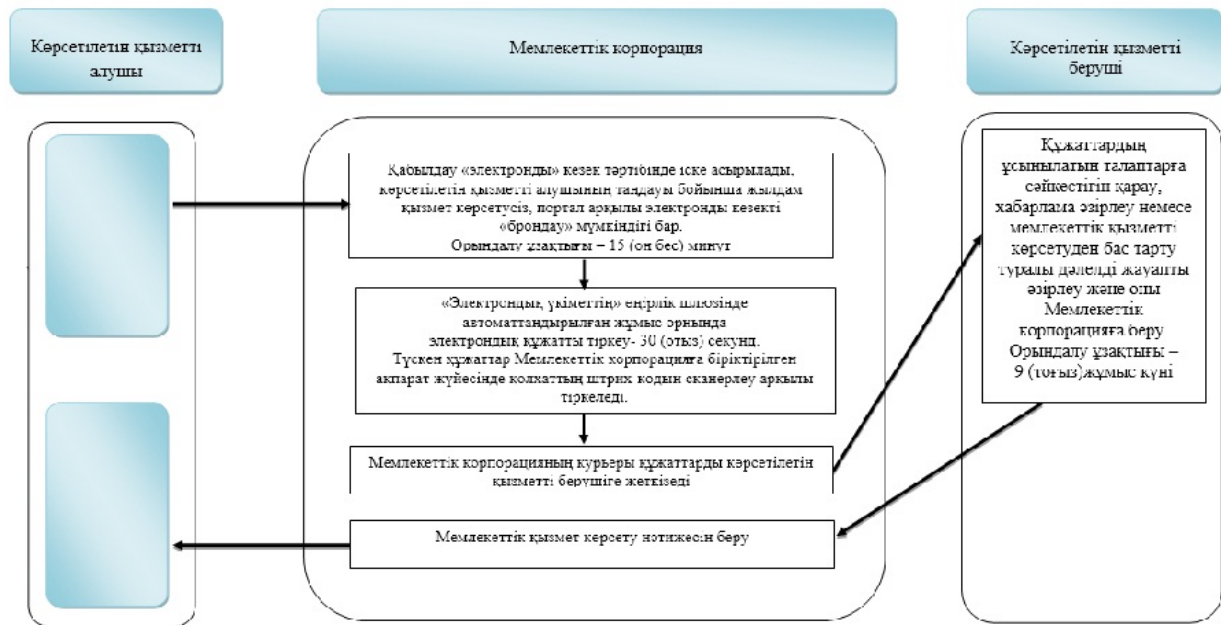 Көрсетілетін қызметті
алушы
Мемлекеттік корпорация
Көрсетілетін қызметті
беруші
Қабылдау «электронды» кезек тәртібінде іске асырылады,
көрсетілетін қызметті алушының таңдауы бойынша жылдам
қызмет көрсетусіз, портал арқылы электронды кезекті
«брондау» мүмкіндігі бар.
Орындалу ұзақтығы – 15 (он бес) минут
«Электрондық үкіметтің» өңірлік шлюзінде
автоматтандырылған жұмыс орнында
электрондық құжатты тіркеу- 30 (отыз) секунд.
Түскен құжаттар Мемлекеттік корпорацияға біріктірілген
ақпарат жүйесінде қолхаттың штрих кодын сканерлеу арқылы
тіркеледі.
Мемлекеттік корпорацияның курьеры құжаттарды көрсетілетін
қызметті берушіге жеткізеді
Мемлекеттік қызмет көрсету нәтижесін беру
Құжаттардың
ұсынылатын талаптарға
сәйкестігін қарау,
хабарлама әзірлеу немесе
мемлекеттік қызметті
көрсетуден бас тарту
туралы дәлелді жауапты
әзірлеу және оны
Мемлекеттік
корпорацияға беру
Орындалу ұзақтығы –
9 (тоғыз)жұмыс күні